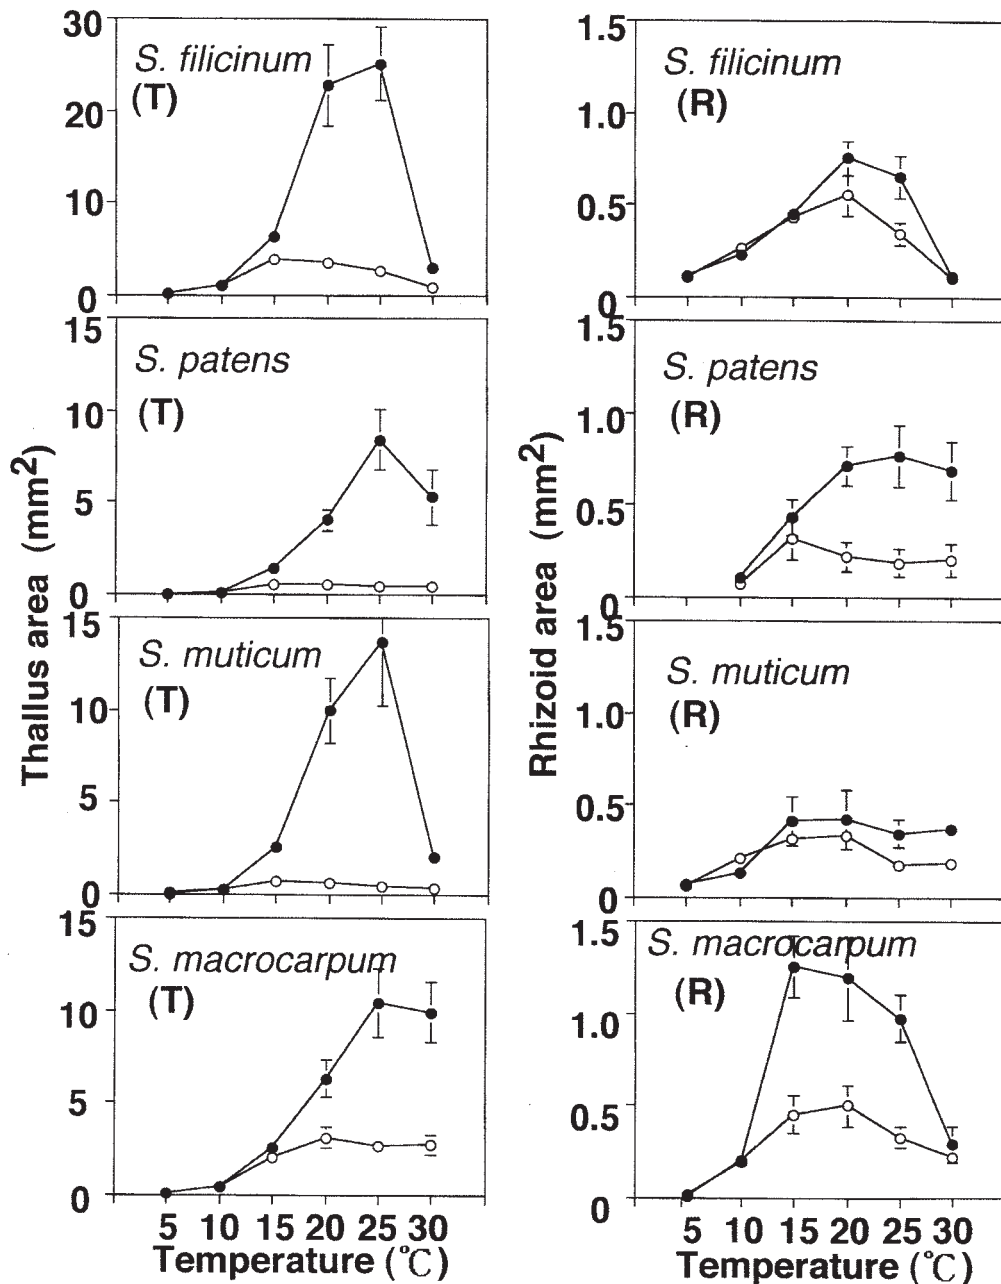 30
20
10
0
S. filicinum
(T)
1.5
1.0
0.5
0
S. filicinum
(R)
15
10
5
0
S. patens
(T)
1.5
1.0
0.5
0
S. patens
(R)
15
10
5
0
S. muticum
(T)
1.5
1.0
0.5
0
S. muticum
(R)
15
10
5
0
S. macrocarpum
(T)
1.5
1.0
0.5
0
S. macrocarpum
(R)
Thallus area (mm²)
Rhizoid area (mm²)
5 10 15 20 25 30
Temperature (℃)
5 10 15 20 25 30
Temperature (℃)